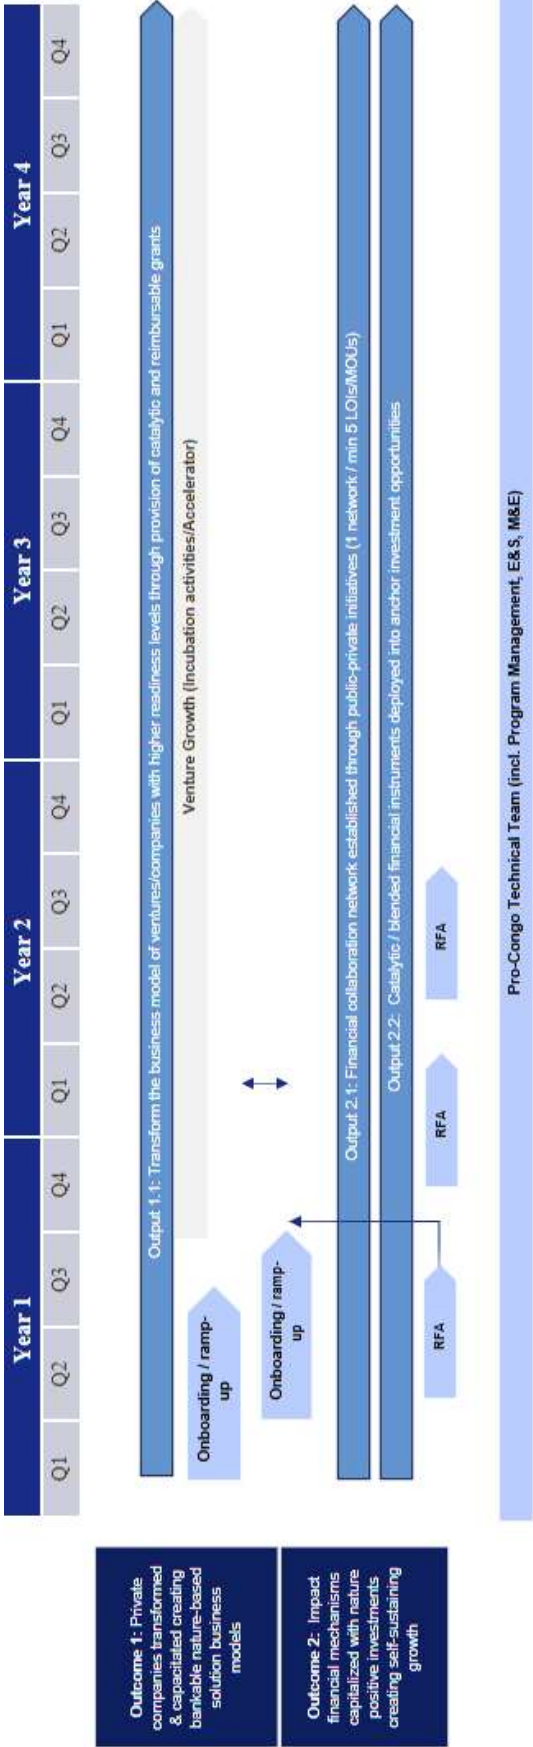 Year 1
Year 2
Year 3
Year 4
Q1
Q2
Q3
Q4
Q1
Q2
Q3
Q4
Q1
Q2
Q3
Q4
Q1
Q2
Q3
Q4
Outcome 1: Private
companies transformed
& capacitated creating
bankable nature-based
solution business
models
Output 1.1: Transform the business model of ventures/companies with higher readiness levels through provision of catalytic and reimbursable grants
Venture Growth (Incubation activities/Accelerator)
Onboarding / ramp-
up
Onboarding / ramp-
up
Outcome 2: Impact
financial mechanisms
capitalized with nature
positive investments
creating self-sustaining
growth
Output 2.1: Financial collaboration network established through public-private initiatives (1 network / min 5 LOIs/MOUs)
Output 2.2: Catalytic / blended financial instruments deployed into anchor investment opportunities
RFA
RFA
RFA
Pro-Congo Technical Team (incl. Program Management, E&S, M&E)